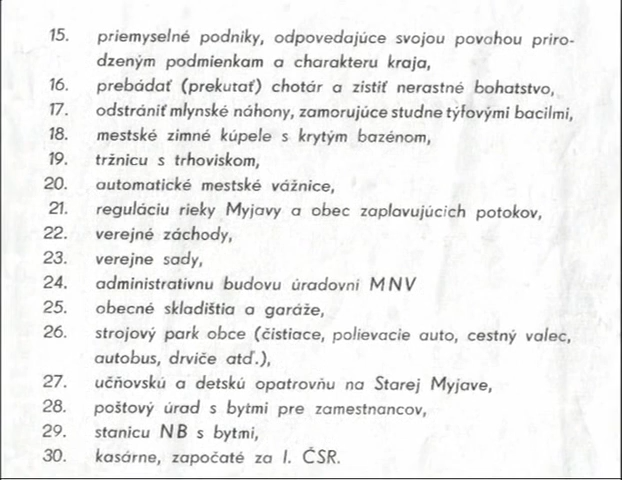 15. priemyselné podniky, odpovedajúce svojou povahou priro-
dzeným podmienkam a charakteru kraja,
16. prebádať (prekutať) chotár a zistiť nerastné bohatstvo,
17. odstrániť mlynské náhony, zamorujúce studne týfovými bacilmi,
18. mestské zimné kúpele s krytým bazénom,
19. tržnicu s trhoviskom,
20. automatické mestské vážnice,
21. reguláciu rieky Myjavy a obec zaplavujúcich potokov,
22. verejné záchody,
23. verejne sady,
24. administratívnu budovu úradovní MNV
25. obecné skladištia a garáže,
26. strojový park obce (čistiace, polievacie auto, cestný valec,
autobus, drviče atď.),
27. učňovskú a detskú opatrovňu na Starej Myjave,
28. poštový úrad s bytmi pre zamestnancov,
29. stanicu NB s bytmi,
30. kasárne, započaté za I. ČSR.